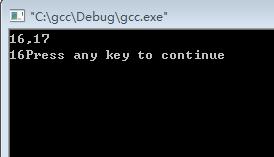 "C:\gcc\Debug\gcc.exe"
16,17
16Press any key to continue